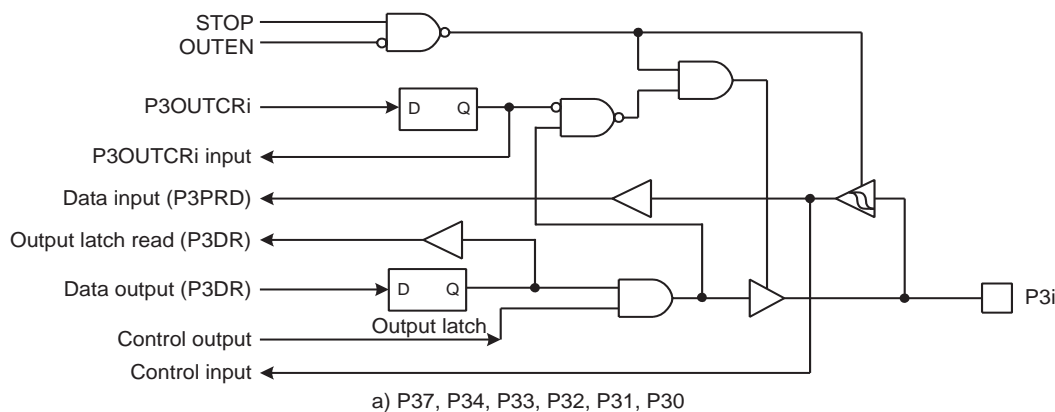 STOP
OUTEN
P3OUTCRi
D Q
P3OUTCRi input
Data input (P3PRD)
Output latch read (P3DR)
Data output (P3DR)
D Q
P3i
Output latch
Control output
Control input
a) P37, P34, P33, P32, P31, P30